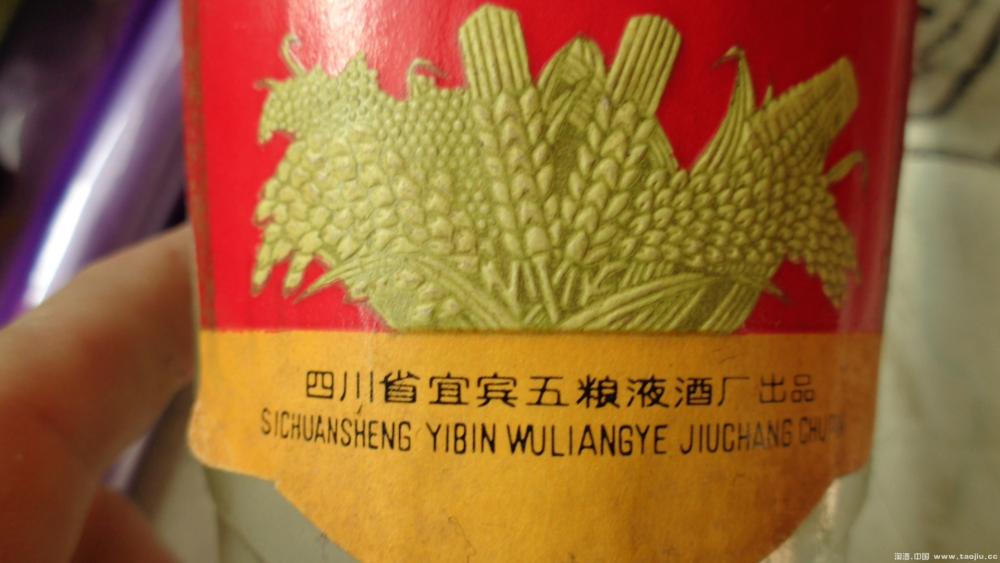 四川省宜宾五粮液酒厂出品
SICHUANSHENG YIBIN WULIANGYE JIUCHANG
淘酒.中国 www.taojiu.cc